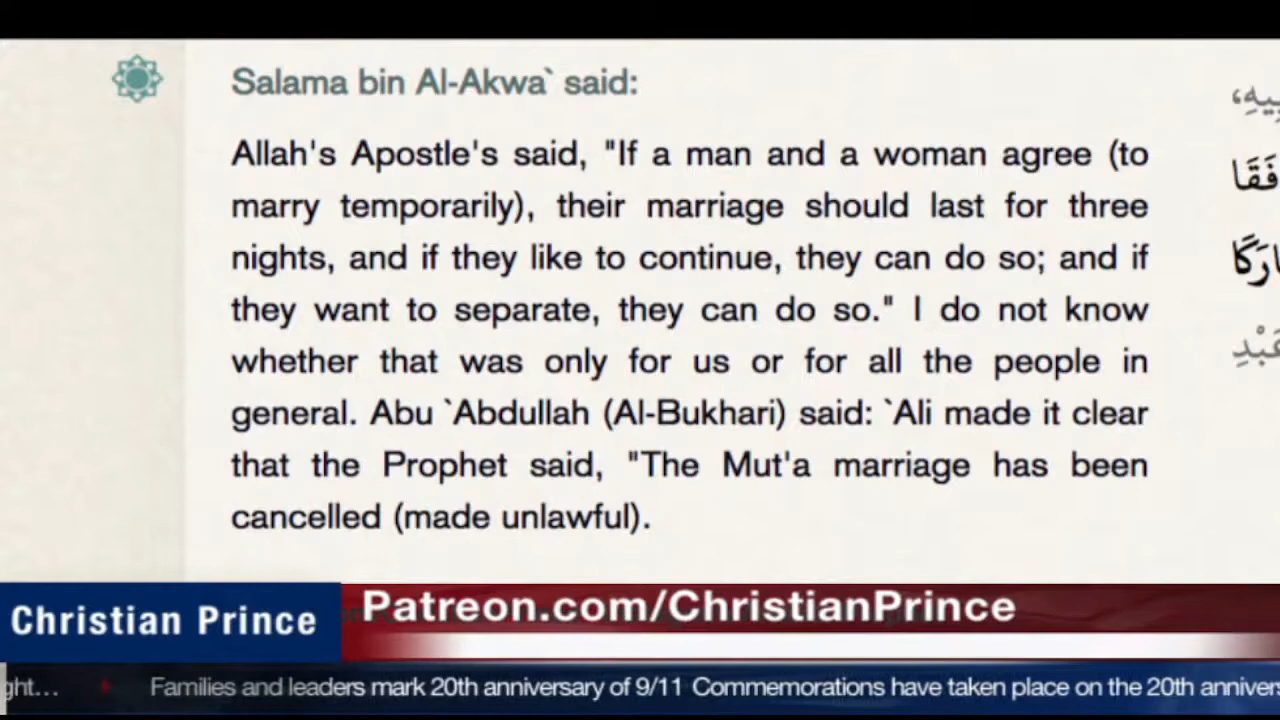 Salama bin Al-Akwa` said:
Allah's Apostle's said, "If a man and a woman agree (to
marry temporarily), their marriage should last for three
nights, and if they like to continue, they can do so; and if
they want to separate, they can do so." I do not know
whether that was only for us or for all the people in
general. Abu `Abdullah (Al-Bukhari) said: `Ali made it clear
that the Prophet said, "The Mut'a marriage has been
cancelled (made unlawful).
Christian Prince
Patreon.com/ChristianPrince
ght... Families and leaders mark 20th anniversary of 9/11 Commemorations have taken place on the 20th annivers